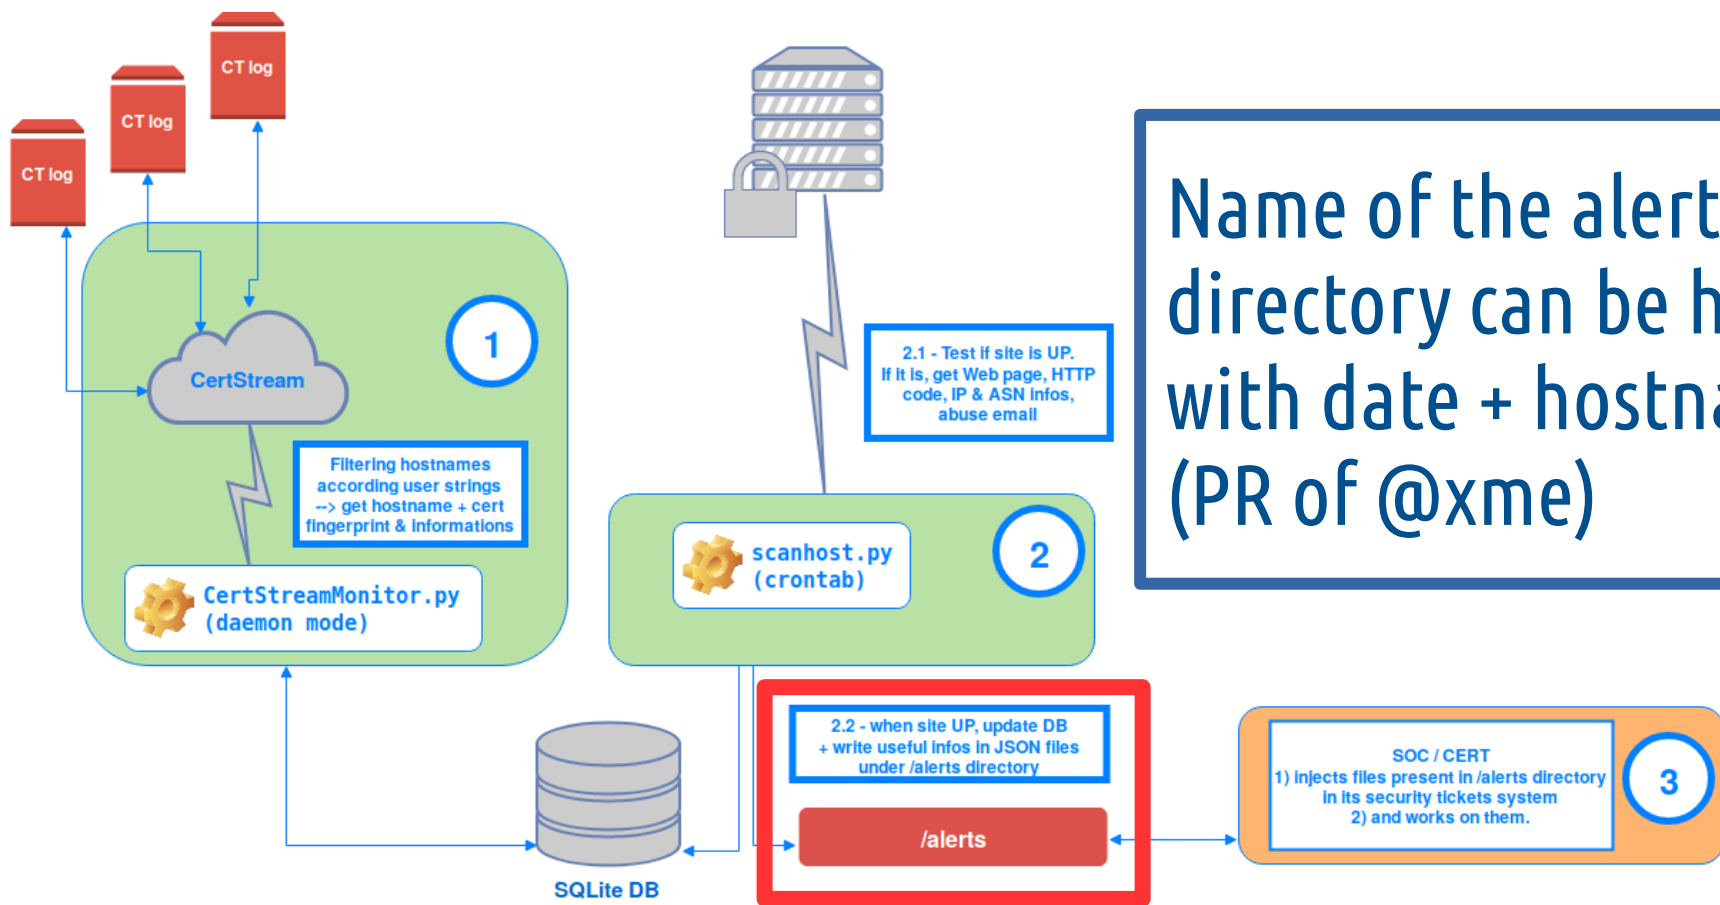 CT log
CT log
CT log
CertStream
1
Filtering hostnames
according user strings
--> get hostname + cert
fingerprint & informations
CertStreamMonitor.py
(daemon mode)
2.1 - Test if site is UP.
If it is, get Web page, HTTP
code, IP & ASN infos,
abuse email
scanhost.py
(crontab)
2
Name of the alert
directory can be
with date +
(PR of @xme)
SQLite DB
2.2 - when site UP, update DB
+ write useful infos in JSON files
under /alerts directory
/alerts
SOC / CERT
1) injects files present in /alerts directory
in its security tickets system
2) and works on them.
3